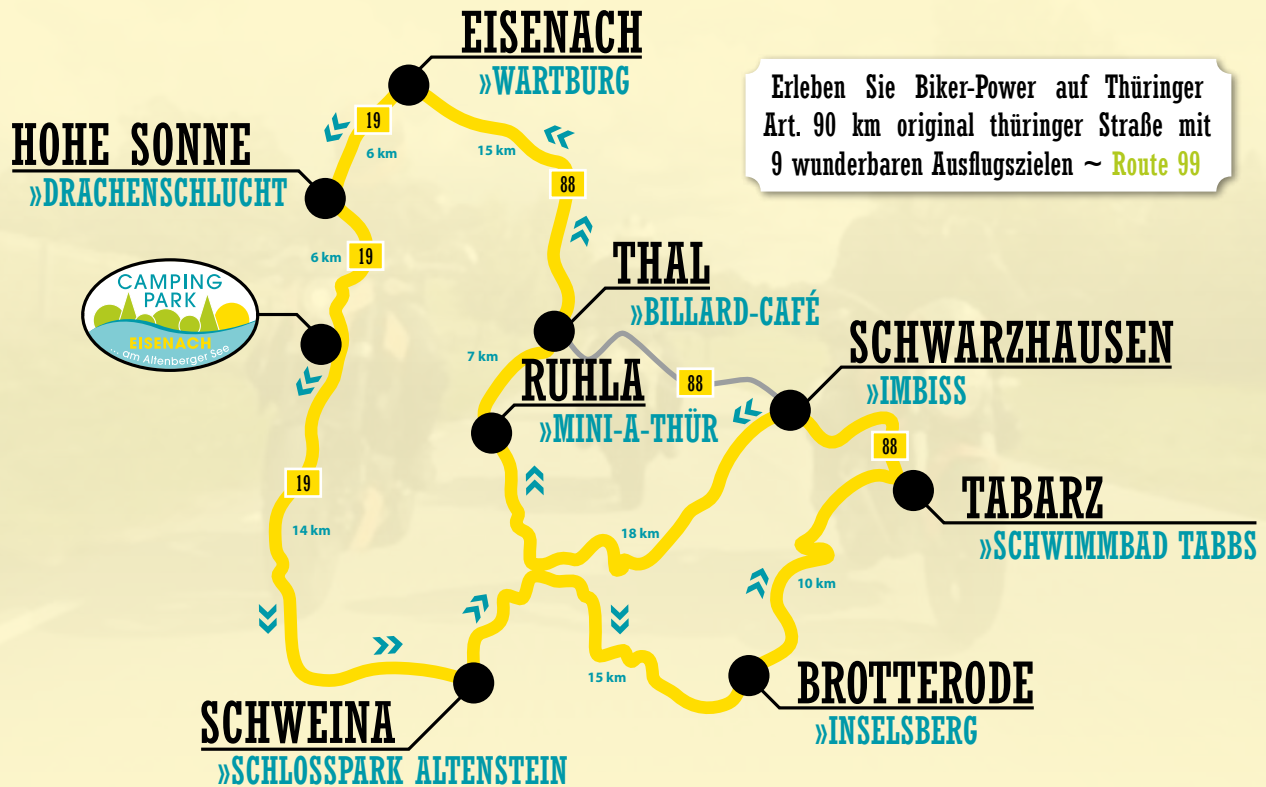 EISENACH
»WARTBURG
Erleben Sie Biker-Power auf Thüringer
Art. 90 km original thüringer Straße mit
9 wunderbaren Ausflugszielen ~ Route 99
19
6 km
15 km
HOHE SONNE
»DRACHENSCHLUCHT
88
6 km
19
THAL
»BILLARD-CAFÉ
CAMPING
PARK
EISENACH
... am Altenberger See
7 km
88
SCHWARZHAUSEN
»IMBISS
RUHLA
»MINI-A-THÜR
88
19
14 km
TABARZ
»SCHWIMMBAD TABBS
18 km
10 km
15 km
BROTTERODE
»INSELSBERG
SCHWEINA
»SCHLOSSPARK ALTENSTEIN